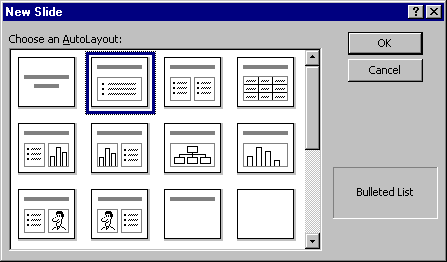 New Slide
Choose an AutoLayout:
OK
Cancel
Bulleted List